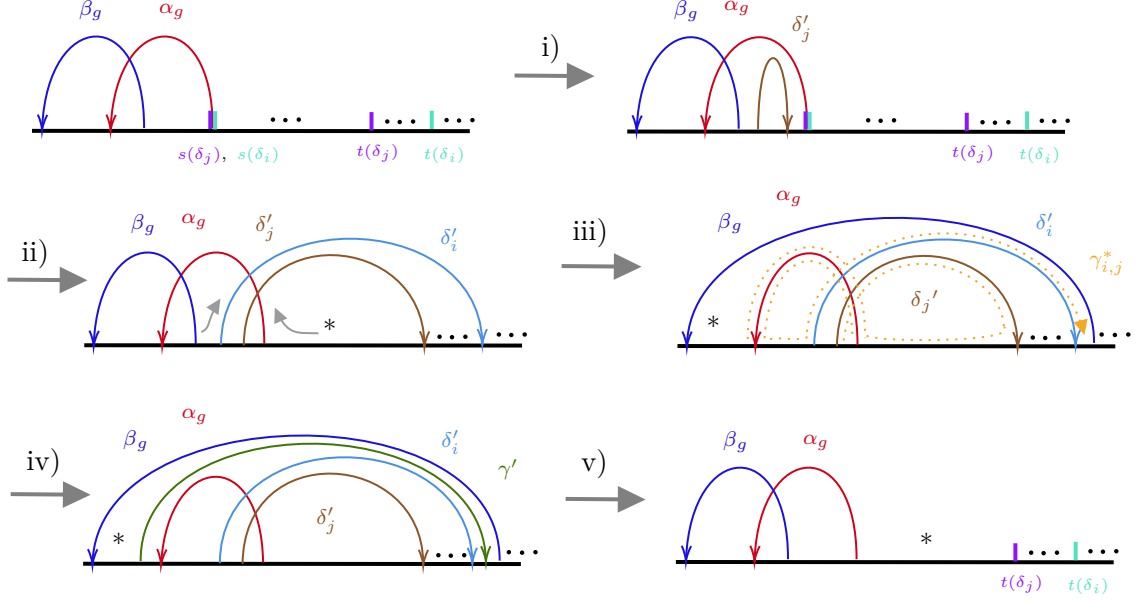 β_g α_g
s(δ_j), s(δ_i) ... t(δ_j) ... t(δ_i) ...
i)
β_g α_g δ'_j
... t(δ_j) ... t(δ_i) ...
ii)
β_g α_g δ'_j δ'_i
* ... ...
iii)
β_g α_g δ'_i γ*_{i,j}
* δ_j' ... ...
iv)
β_g α_g δ'_i γ'
* δ'_j ... ...
v)
β_g α_g
* ... ...
t(δ_j) t(δ_i)